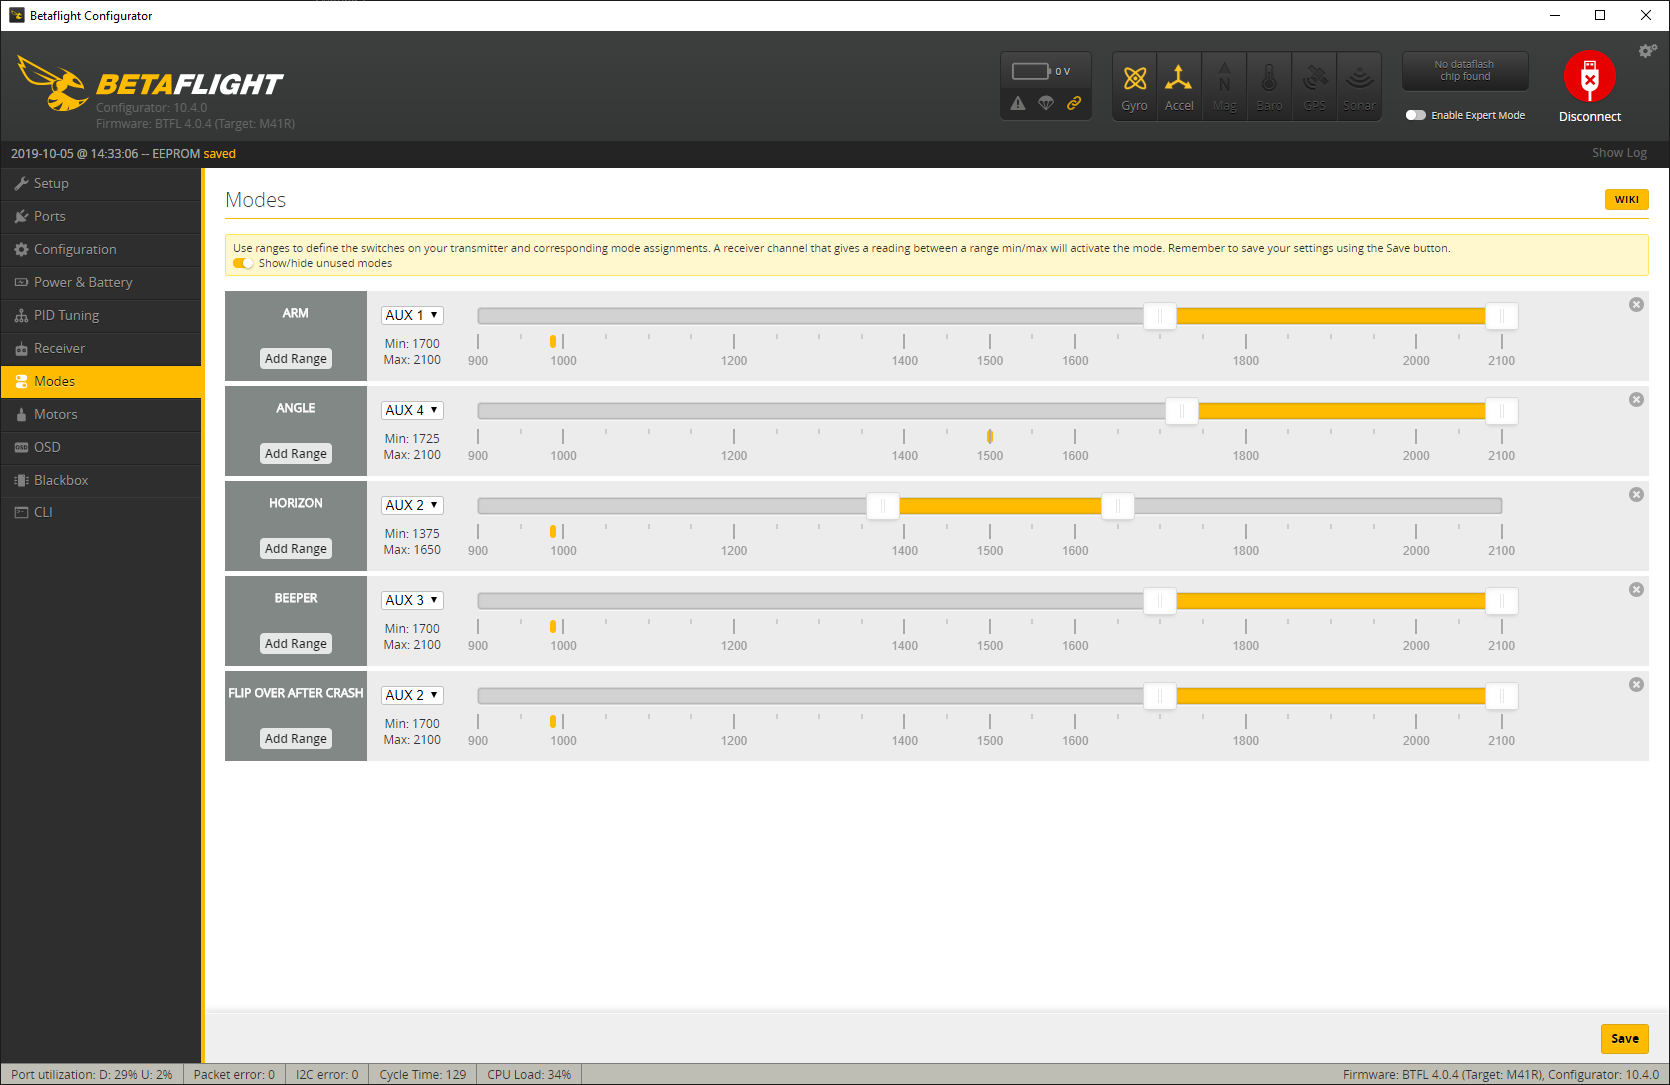 Betaflight Configurator
BETAFLIGHT
Configurator: 10.4.0
Firmware: BTFL 4.0.4 (Target: M41R)
0 V
Gyro Accel Mag Baro GPS Sonar
No dataflash
chip found
Enable Expert Mode
Disconnect
2019-10-05 @ 14:33:06 -- EEPROM saved
Show Log
Setup
Ports
Configuration
Power & Battery
PID Tuning
Receiver
Modes
Motors
OSD
Blackbox
CLI
Modes
WIKI
Use ranges to define the switches on your transmitter and corresponding mode assignments. A receiver channel that gives a reading between a range min/max will activate the mode. Remember to save your settings using the Save button.
Show/hide unused modes
ARM
Add Range
AUX 1
Min: 1700
Max: 2100
900 1000 1200 1400 1500 1600 1800 2000 2100
ANGLE
Add Range
AUX 4
Min: 1725
Max: 2100
900 1000 1200 1400 1500 1600 1800 2000 2100
HORIZON
Add Range
AUX 2
Min: 1375
Max: 1650
900 1000 1200 1400 1500 1600 1800 2000 2100
BEEPER
Add Range
AUX 3
Min: 1700
Max: 2100
900 1000 1200 1400 1500 1600 1800 2000 2100
FLIP OVER AFTER CRASH
Add Range
AUX 2
Min: 1700
Max: 2100
900 1000 1200 1400 1500 1600 1800 2000 2100
Save
Port utilization: D: 29% U: 2% Packet error: 0 I2C error: 0 Cycle Time: 129 CPU Load: 34% Firmware: BTFL 4.0.4 (Target: M41R), Configurator: 10.4.0